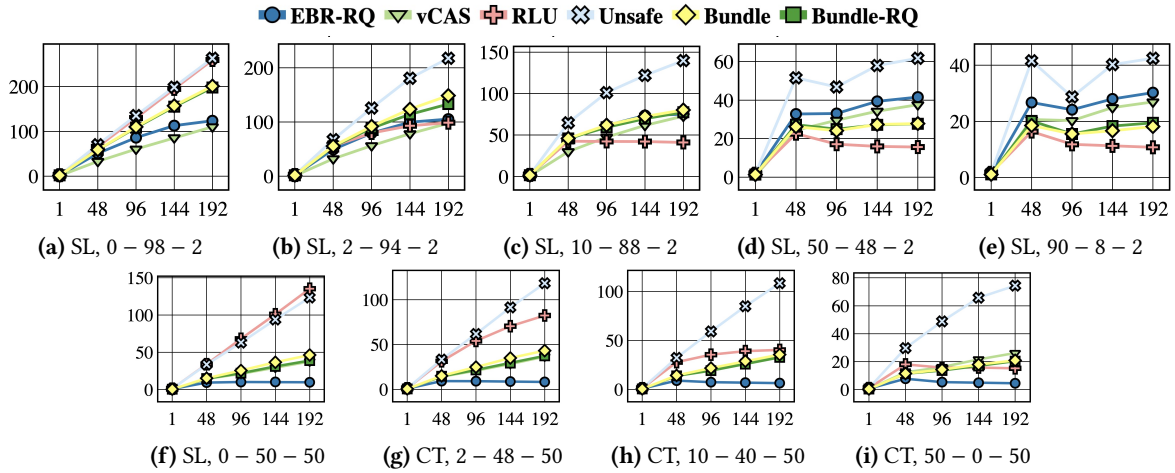 EBR-RQ vCAS RLU Unsafe Bundle Bundle-RQ
200
100
0
1 48 96 144 192
(a) SL, 0 − 98 − 2
200
100
0
1 48 96 144 192
(b) SL, 2 − 94 − 2
150
100
50
0
1 48 96 144 192
(c) SL, 10 − 88 − 2
60
40
20
0
1 48 96 144 192
(d) SL, 50 − 48 − 2
40
20
0
1 48 96 144 192
(e) SL, 90 − 8 − 2
150
100
50
0
1 48 96 144 192
(f) SL, 0 − 50 − 50
100
50
0
1 48 96 144 192
(g) CT, 2 − 48 − 50
100
50
0
1 48 96 144 192
(h) CT, 10 − 40 − 50
80
60
40
20
0
1 48 96 144 192
(i) CT, 50 − 0 − 50